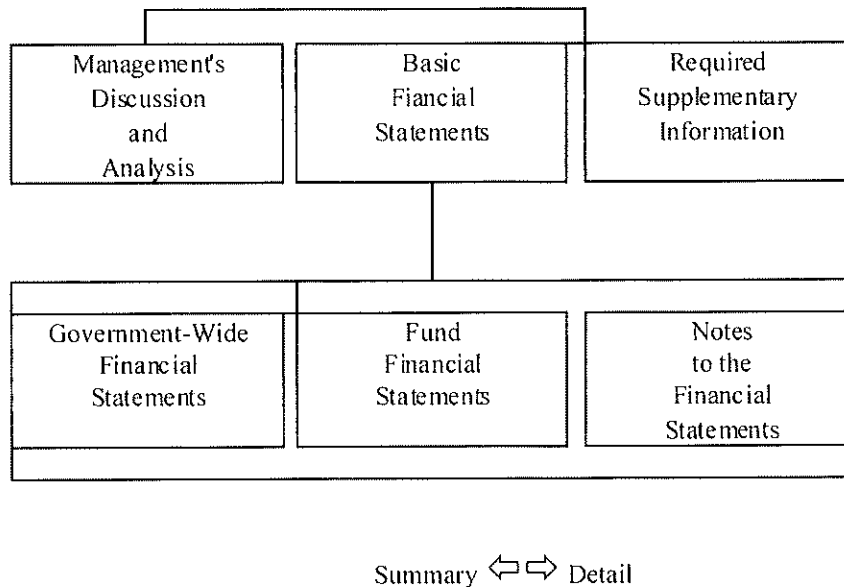 Management's
Discussion
and
Analysis
Basic
Fiancial
Statements
Required
Supplementary
Information
Government-Wide
Financial
Statements
Fund
Financial
Statements
Notes
to the
Financial
Statements
Summary ⇦ ⇨ Detail